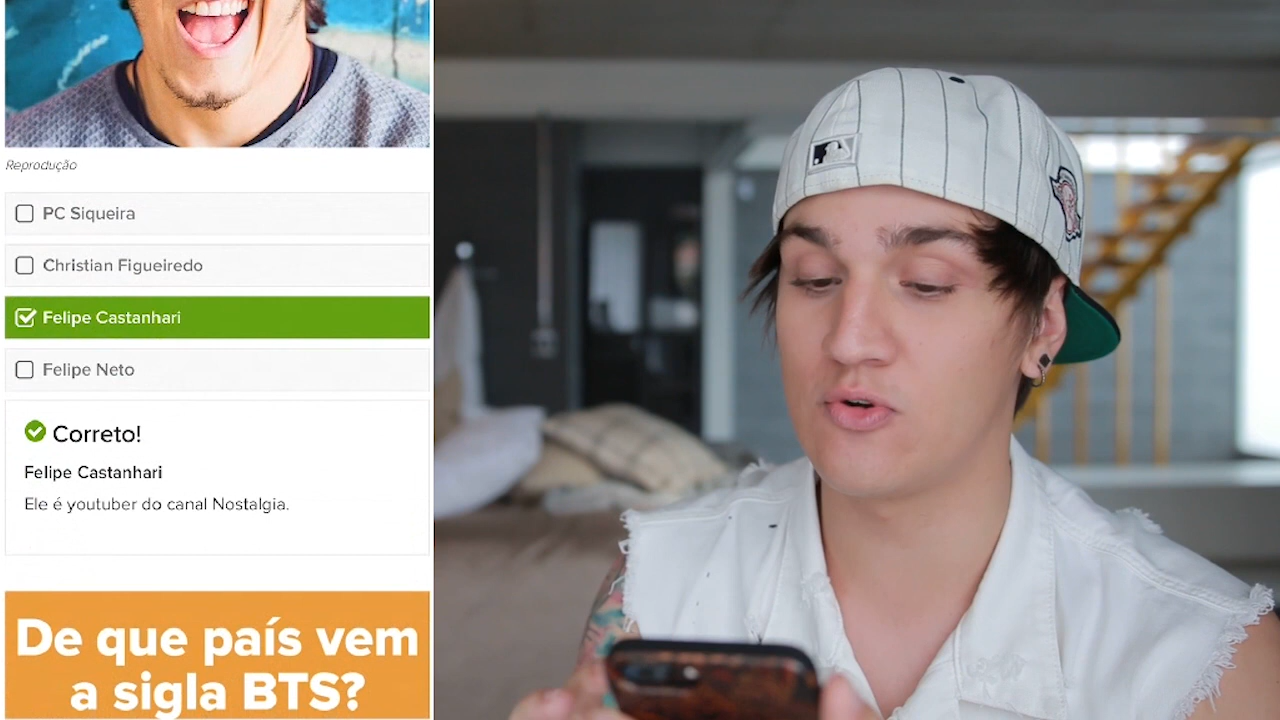 Reprodução
PC Siqueira
Christian Figueiredo
Felipe Castanhari
Felipe Neto
Correto!
Felipe Castanhari
Ele é youtuber do canal Nostalgia.
De que país vem
a sigla BTS?